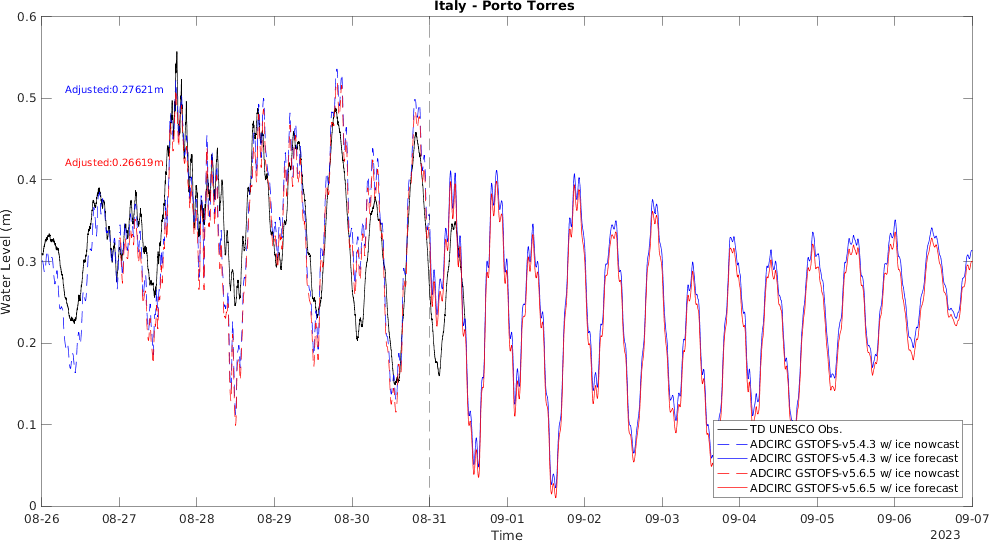 Italy - Porto Torres
Water Level (m)
0.6
0.5
0.4
0.3
0.2
0.1
0
Adjusted:0.27621m
Adjusted:0.26619m
TD UNESCO Obs.
ADCIRC GSTOFS-v5.4.3 w/ ice nowcast
ADCIRC GSTOFS-v5.4.3 w/ ice forecast
ADCIRC GSTOFS-v5.6.5 w/ ice nowcast
ADCIRC GSTOFS-v5.6.5 w/ ice forecast
08-26 08-27 08-28 08-29 08-30 08-31 09-01 09-02 09-03 09-04 09-05 09-06 09-07
Time
2023